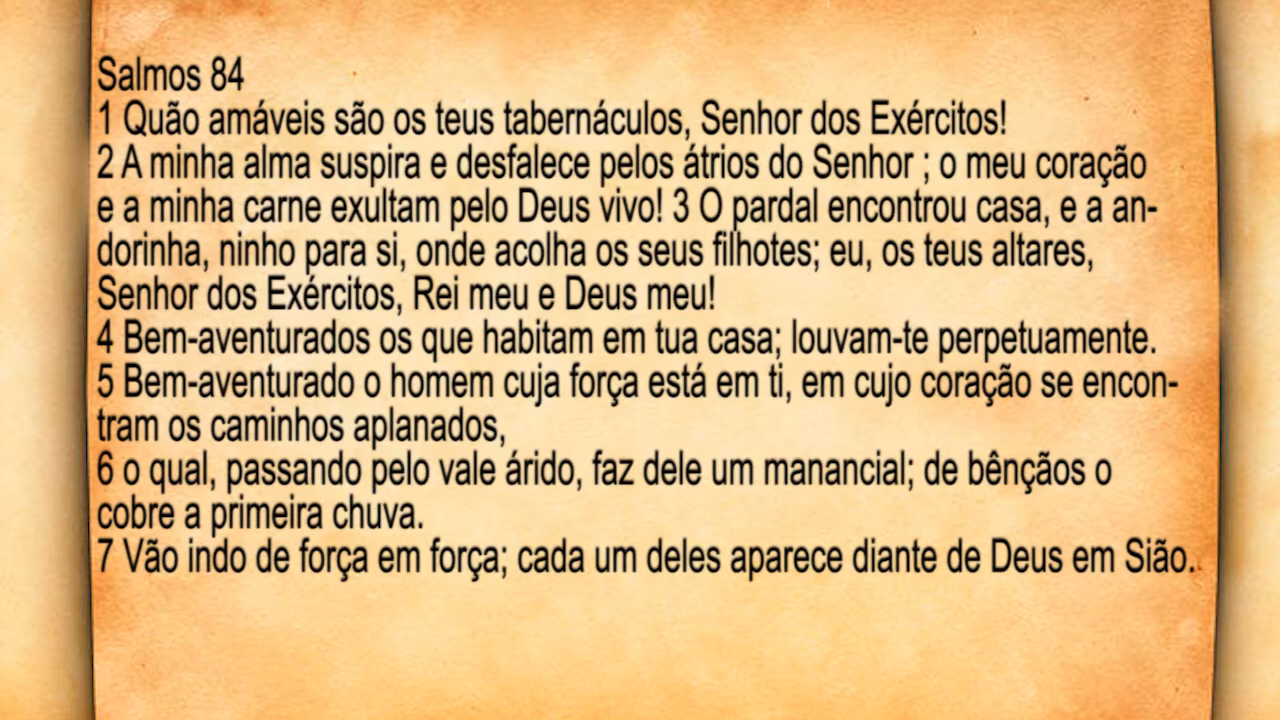 Salmos 84
1 Quão amáveis são os teus tabernáculos, Senhor dos Exércitos!
2 A minha alma suspira e desfalece pelos átrios do Senhor ; o meu coração
e a minha carne exultam pelo Deus vivo! 3 O pardal encontrou casa, e a an-
dorinha, ninho para si, onde acolha os seus filhotes; eu, os teus altares,
Senhor dos Exércitos, Rei meu e Deus meu!
4 Bem-aventurados os que habitam em tua casa; louvam-te perpetuamente.
5 Bem-aventurado o homem cuja força está em ti, em cujo coração se encon-
tram os caminhos aplanados,
6 o qual, passando pelo vale árido, faz dele um manancial; de bênçãos o
cobre a primeira chuva.
7 Vão indo de força em força; cada um deles aparece diante de Deus em Sião.